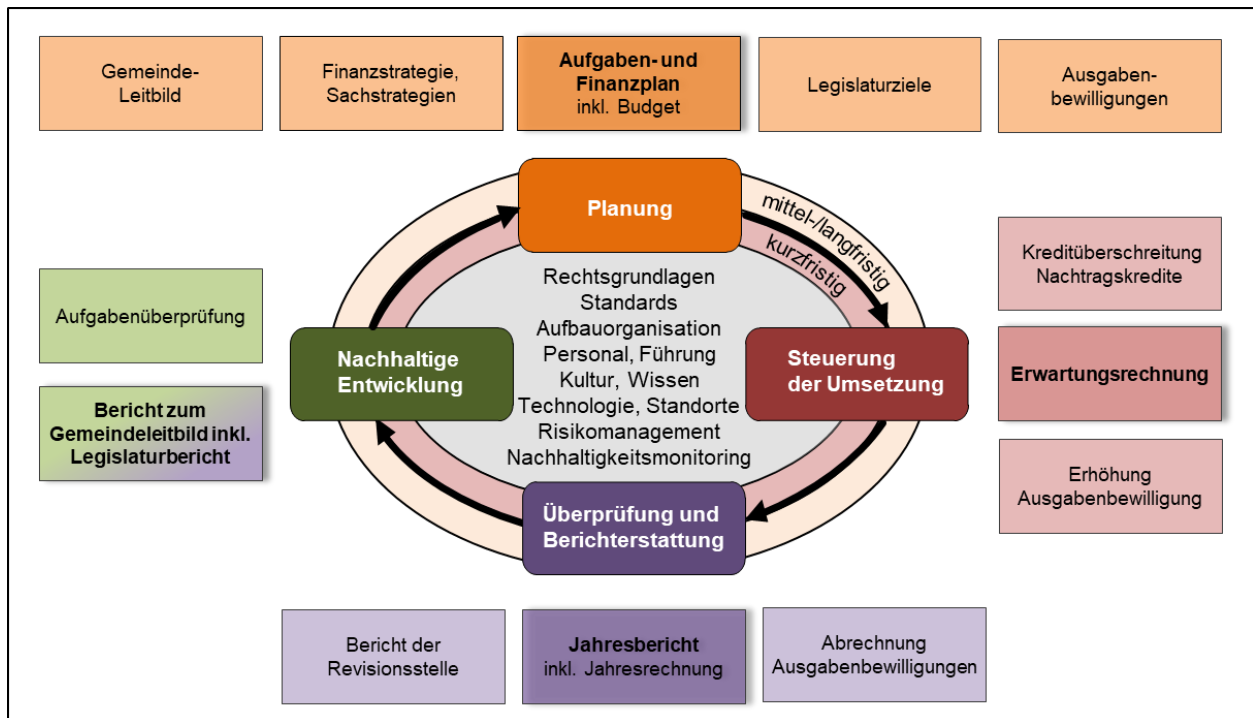 Gemeinde-
Leitbild
Finanzstrategie,
Sachstrategien
Aufgaben- und
Finanzplan
inkl. Budget
Legislaturziele
Ausgaben-
bewilligungen
Planung
mittel-/langfristig
kurzfristig
Kreditüberschreitung
Nachtragskredite
Aufgabenüberprüfung
Rechtsgrundlagen
Standards
Aufbauorganisation
Personal, Führung
Kultur, Wissen
Technologie, Standorte
Risikomanagement
Nachhaltigkeitsmonitoring
Nachhaltige
Entwicklung
Steuerung
der Umsetzung
Erwartungsrechnung
Bericht zum
Gemeindeleitbild inkl.
Legislaturbericht
Erhöhung
Ausgabenbewilligung
Überprüfung und
Berichterstattung
Bericht der
Revisionsstelle
Jahresbericht
inkl. Jahresrechnung
Abrechnung
Ausgabenbewilligungen